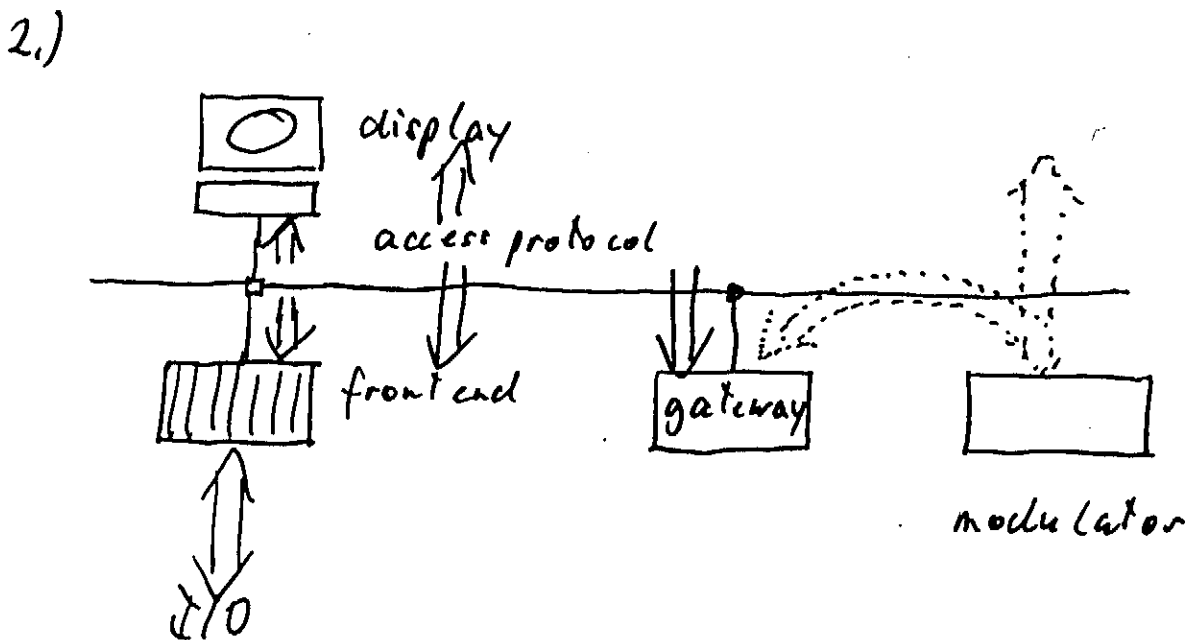 2.)
display
access protocol
front end
gateway
modulator
I/O